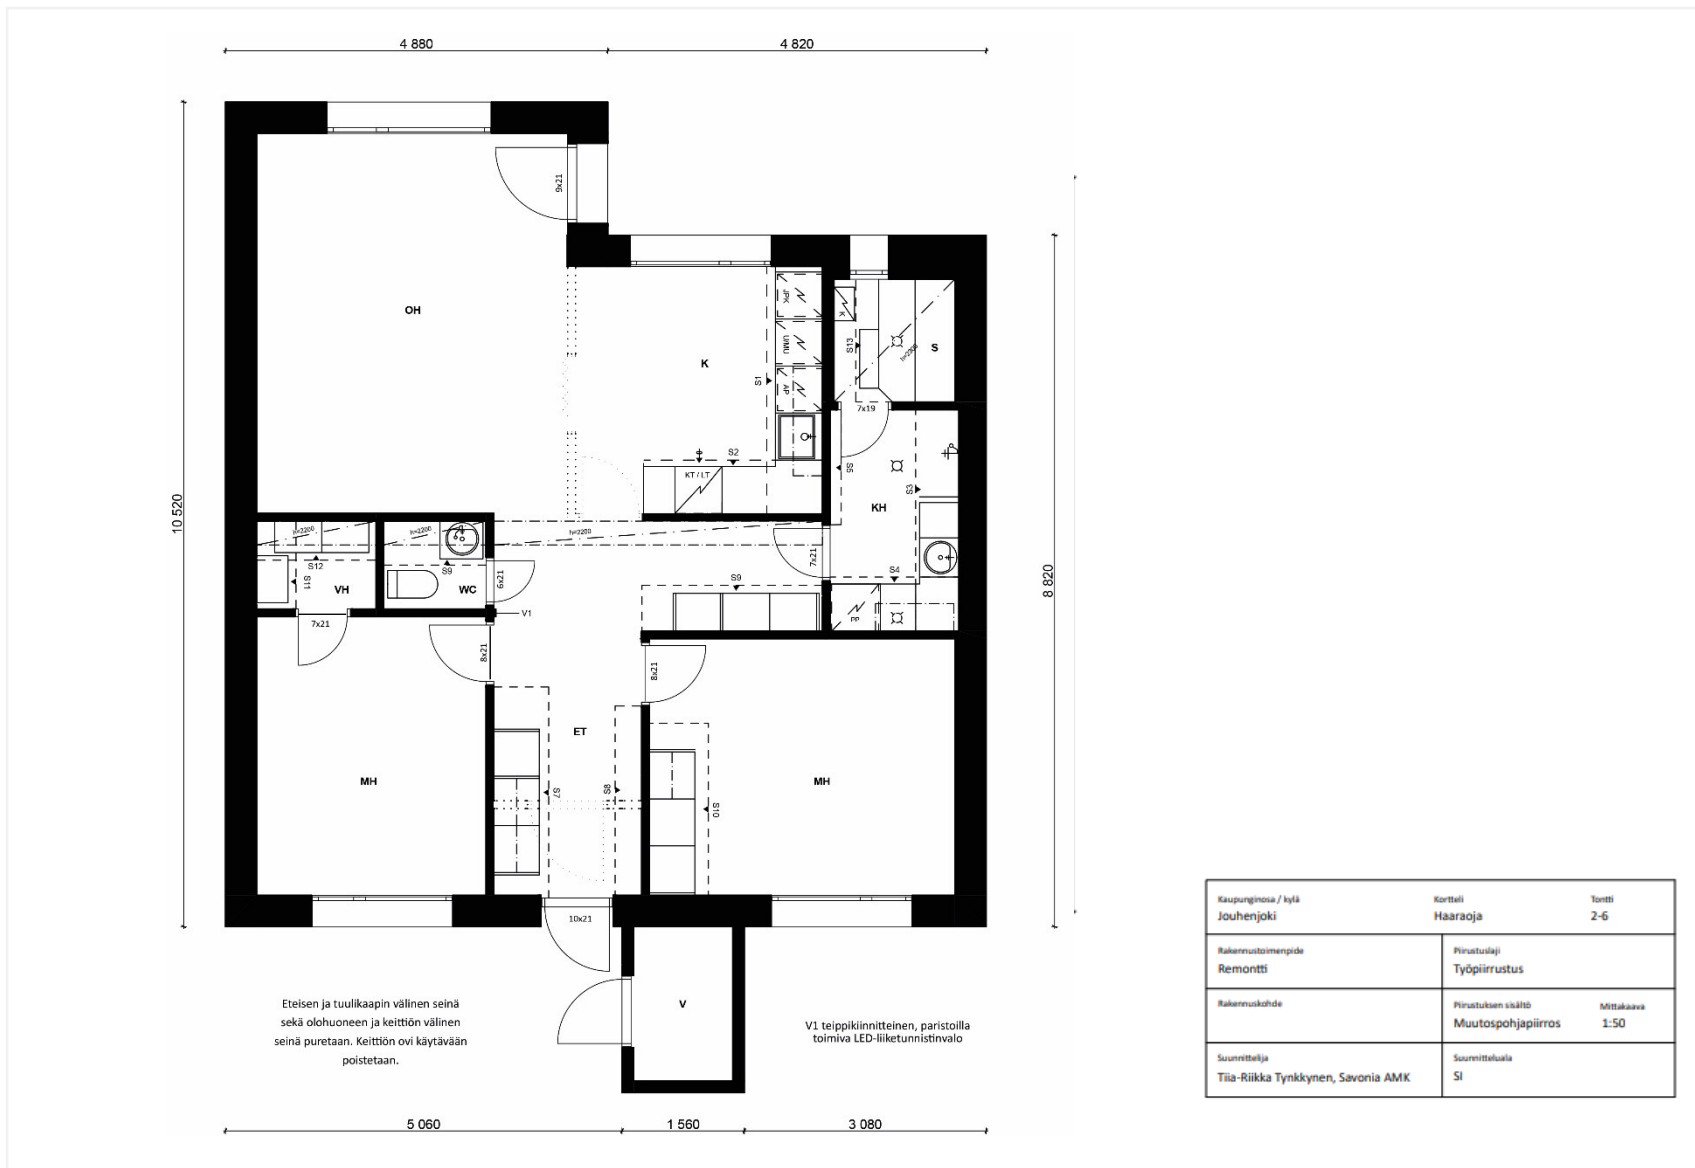 4 880
4 820
10 520
8 820
9x21
OH
K
JPK
UMU
AP
S1
S2
KT / LT
K
S13
h=2300
S
7x19
S5
S3
KH
h=2200
h=2200
h=2200
S12
S11
VH
S9
WC
6x21
V1
7x21
S9
S4
PP
7x21
8x21
8x21
ET
MH
MH
S7
S8
S10
10x21
V
Eteisen ja tuulikaapin välinen seinä
sekä olohuoneen ja keittiön välinen
seinä puretaan. Keittiön ovi käytävään
poistetaan.
V1 teippikiinnitteinen, paristoilla
toimiva LED-liiketunnistinvalo
5 060
1 560
3 080
Kaupunginosa / kylä Kortteli Tontti
Jouhenjoki Haaraoja 2-6
Rakennustoimenpide Piirustuslaji
Remontti Työpiirrustus
Rakennuskohde Piirustuksen sisältö Mittakaava
Muutospohjapiirros 1:50
Suunnittelija Suunnitteluala
Tiia-Riikka Tynkkynen, Savonia AMK SI